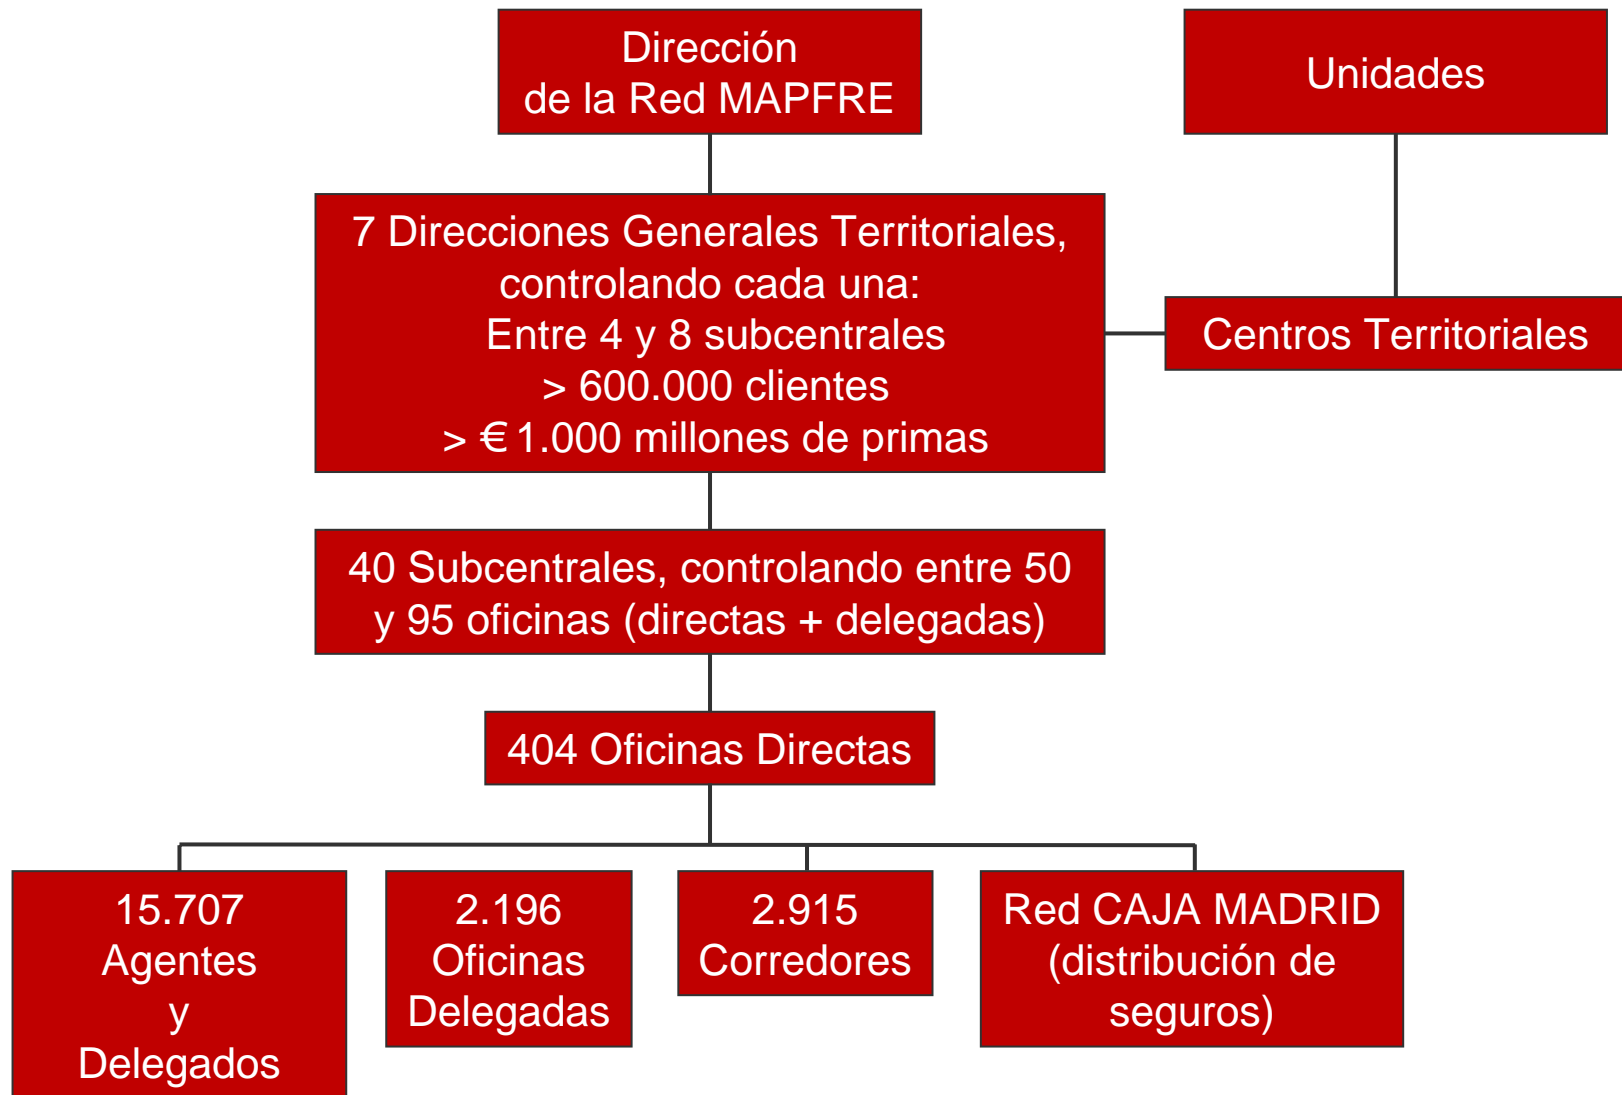 Dirección
de la Red MAPFRE
Unidades
7 Direcciones Generales Territoriales,
controlando cada una:
Entre 4 y 8 subcentrales
> 600.000 clientes
> € 1.000 millones de primas
Centros Territoriales
40 Subcentrales, controlando entre 50
y 95 oficinas (directas + delegadas)
404 Oficinas Directas
15.707
Agentes
y
Delegados
2.196
Oficinas
Delegadas
2.915
Corredores
Red CAJA MADRID
(distribución de
seguros)